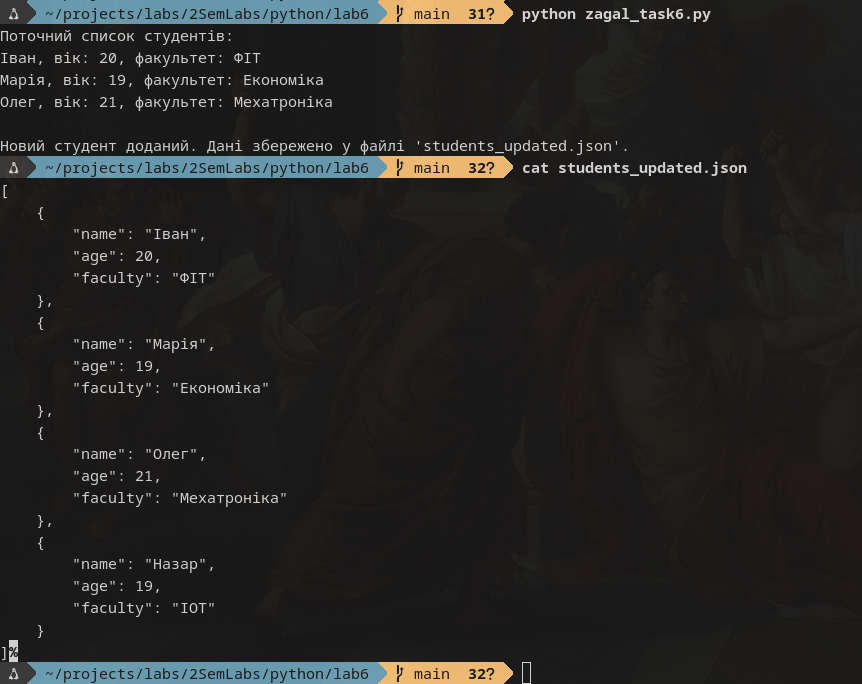 ~/projects/labs/2SemLabs/python/lab6 main 31? python zagal_task6.py
Поточний список студентів:
Іван, вік: 20, факультет: ФІТ
Марія, вік: 19, факультет: Економіка
Олег, вік: 21, факультет: Мехатроніка
Новий студент доданий. Дані збережено у файлі 'students_updated.json'.
~/projects/labs/2SemLabs/python/lab6 main 32? cat students_updated.json
[
{
"name": "Іван",
"age": 20,
"faculty": "ФІТ"
},
{
"name": "Марія",
"age": 19,
"faculty": "Економіка"
},
{
"name": "Олег",
"age": 21,
"faculty": "Мехатроніка"
},
{
"name": "Назар",
"age": 19,
"faculty": "ІОТ"
}
]%
~/projects/labs/2SemLabs/python/lab6 main 32?